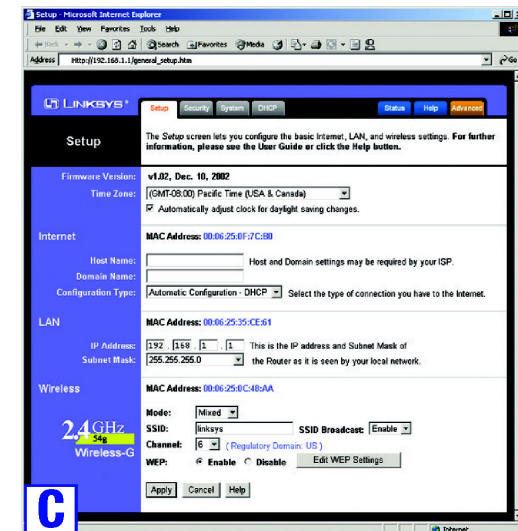 Setup - Microsoft Internet Explorer
File Edit View Favorites Tools Help
Back Search Favorites Media
Address Http://192.168.1.1/general_setup.htm Go
LINKSYS® Setup Security System DHCP Status Help Advanced
Setup
The Setup screen lets you configure the basic Internet, LAN, and wireless settings. For further
information, please see the User Guide or click the Help button.
Firmware Version: v1.02, Dec. 10, 2002
Time Zone: (GMT-08:00) Pacific Time (USA & Canada)
Automatically adjust clock for daylight saving changes.
Internet MAC Address: 00:06:25:0F:7C:B0
Host Name: Host and Domain settings may be required by your ISP.
Domain Name:
Configuration Type: Automatic Configuration - DHCP Select the type of connection you have to the Internet.
LAN MAC Address: 00:06:25:35:CE:61
IP Address: 192 . 168 . 1 . 1 This is the IP address and Subnet Mask of
Subnet Mask: 255.255.255.0 the Router as it is seen by your local network.
Wireless MAC Address: 00:06:25:0C:48:AA
Mode: Mixed
SSID: linksys SSID Broadcast: Enable
Channel: 6 ( Regulatory Domain: US )
WEP: Enable Disable Edit WEP Settings
2.4GHz
54g
Wireless-G
Apply Cancel Help
C
Internet